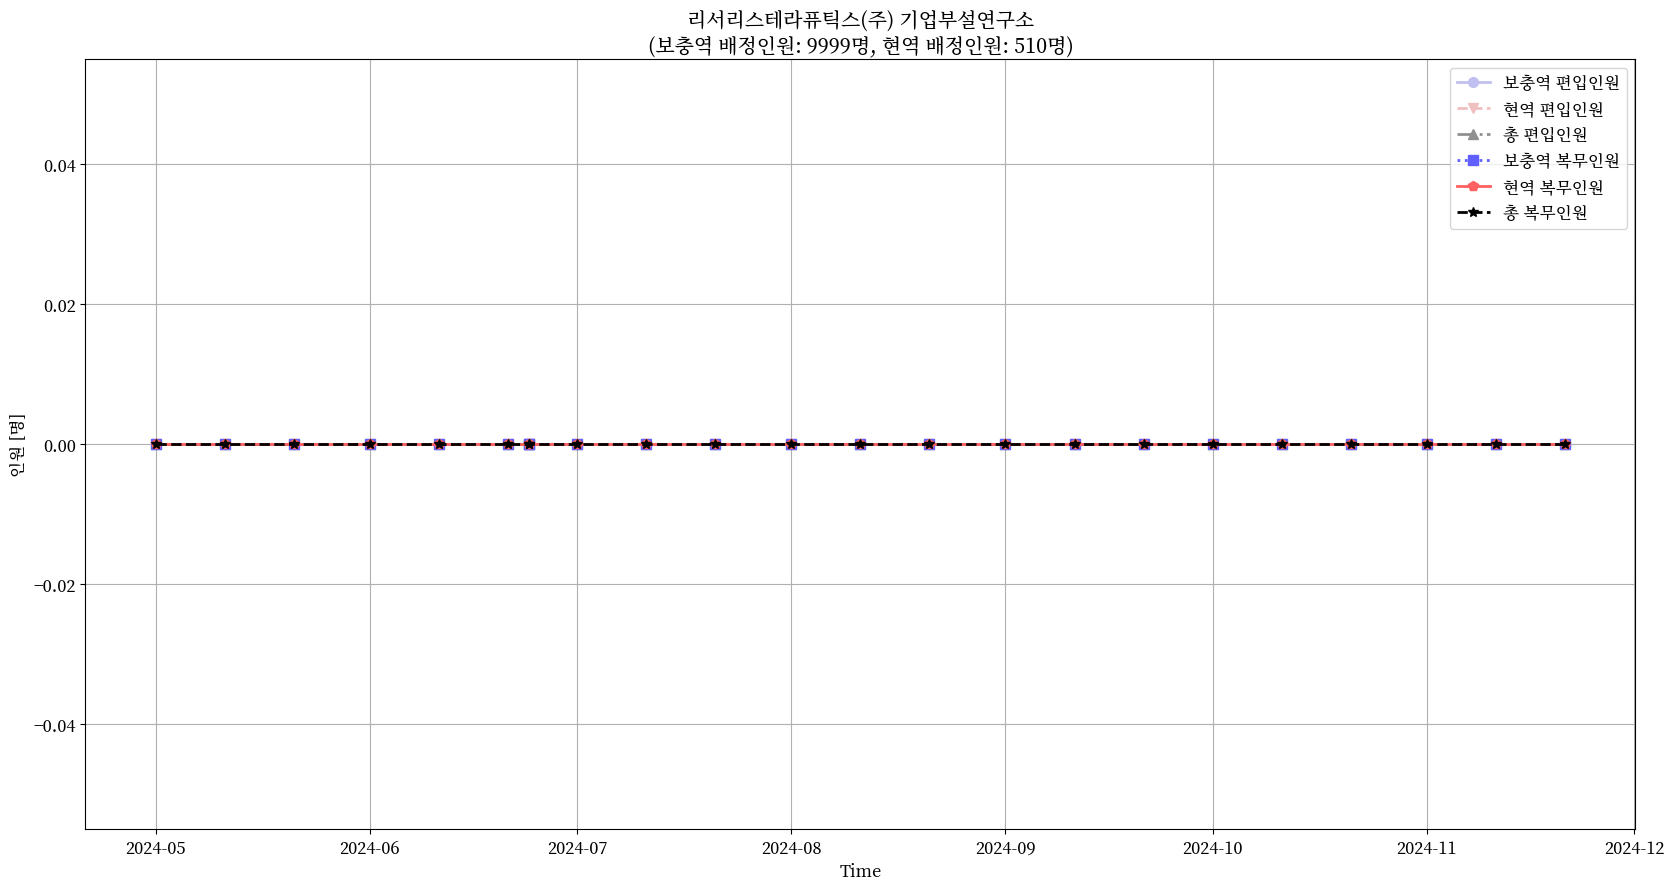 리서리스테라퓨틱스(주) 기업부설연구소
(보충역 배정인원: 9999명, 현역 배정인원: 510명)
보충역 편입인원
현역 편입인원
총 편입인원
보충역 복무인원
현역 복무인원
총 복무인원
인원 [명]
0.04
0.02
0.00
−0.02
−0.04
2024-05
2024-06
2024-07
2024-08
2024-09
2024-10
2024-11
2024-12
Time